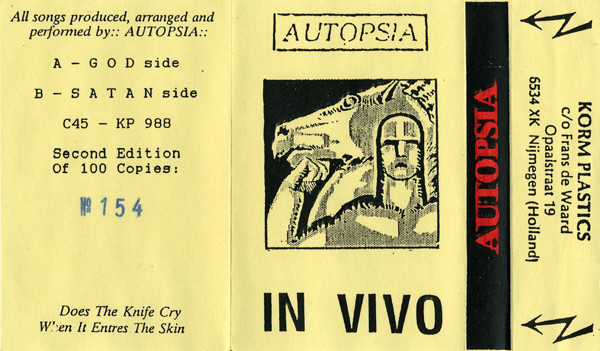 All songs produced, arranged and
performed by:: AUTOPSIA::
A - G O D side
B - S A T A N side
C45 - KP 988
Second Edition
Of 100 Copies:
Nº 154
Does The Knife Cry
When It Entres The Skin
AUTOPSIA
IN VIVO
AUTOPSIA
KORM PLASTICS
c/o Frans de Waard
Opaalstraat 19
6534 XK Nijmegen (Holland)